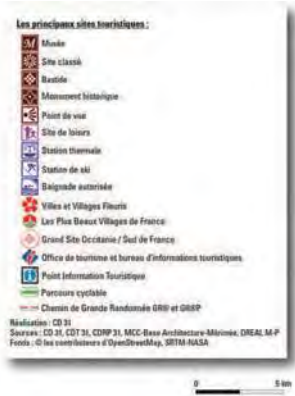 Les principaux sites touristiques :
M Musée
Site classé
Bastide
Monument historique
Point de vue
Site de loisirs
Station thermale
Station de ski
Baignade autorisée
Villes et Villages Fleuris
Les Plus Beaux Villages de France
Grand Site Occitanie / Sud de France
Office de tourisme et bureau d'informations touristiques
i Point Information Touristique
Parcours cyclable
Chemin de Grande Randonnée GR® et GR®P
Réalisation : CD 31
Sources : CD 31, CDT 31, CDRP 31, MCC-Base Architecture-Mérimée, DREAL M-P
Fonds : © les contributeurs d'OpenStreetMap, SRTM-NASA
0 5 km